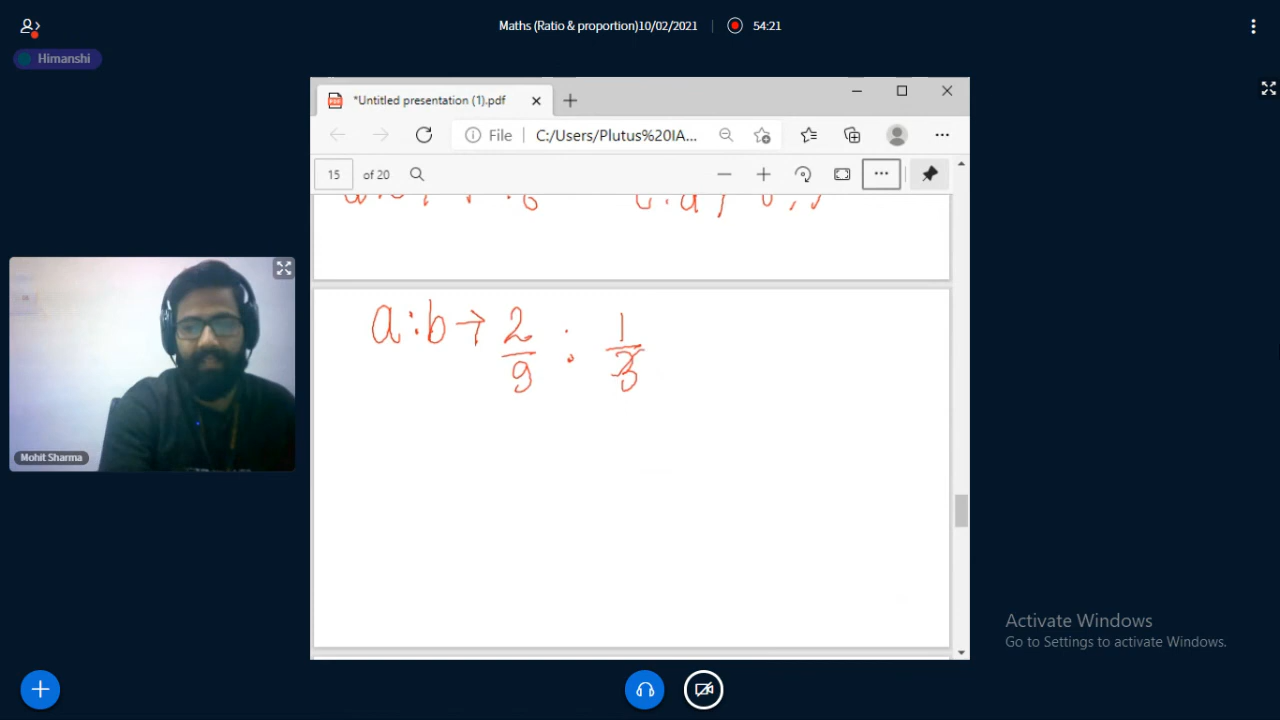 Maths (Ratio & proportion)10/02/2021
54:21
Himanshi
*Untitled presentation (1).pdf
File
C:/Users/Plutus%20IA...
15
of 20
a:b → 2/9 : 1/3
Mohit Sharma
Activate Windows
Go to Settings to activate Windows.